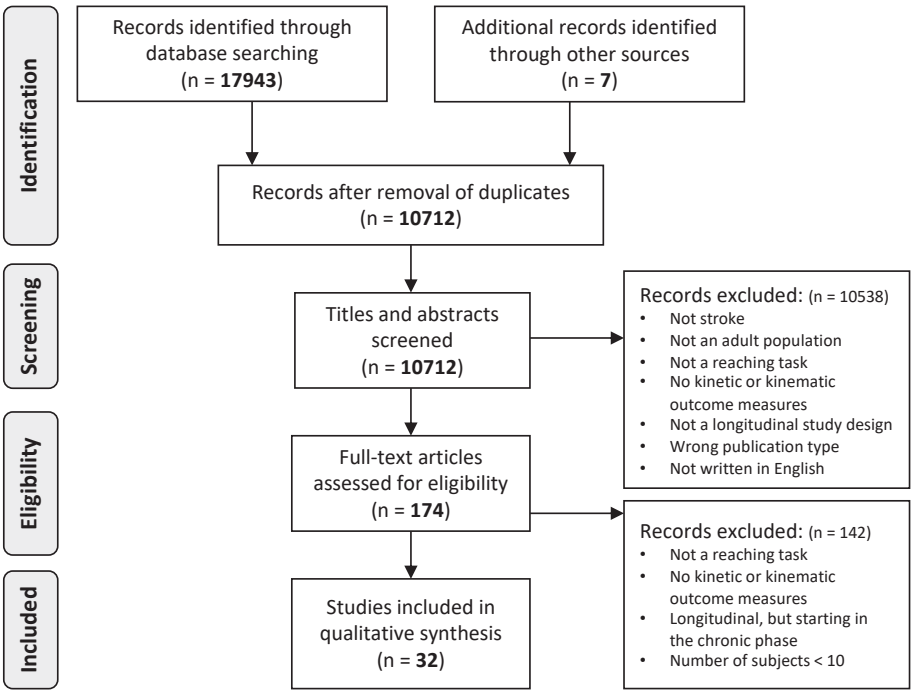 Identification
Records identified through
database searching
(n = 17943)
Additional records identified
through other sources
(n = 7)
Records after removal of duplicates
(n = 10712)
Screening
Titles and abstracts
screened
(n = 10712)
Records excluded: (n = 10538)
• Not stroke
• Not an adult population
• Not a reaching task
• No kinetic or kinematic
outcome measures
• Not a longitudinal study design
• Wrong publication type
• Not written in English
Eligibility
Full-text articles
assessed for eligibility
(n = 174)
Records excluded: (n = 142)
• Not a reaching task
• No kinetic or kinematic
outcome measures
• Longitudinal, but starting in
the chronic phase
• Number of subjects < 10
Included
Studies included in
qualitative synthesis
(n = 32)